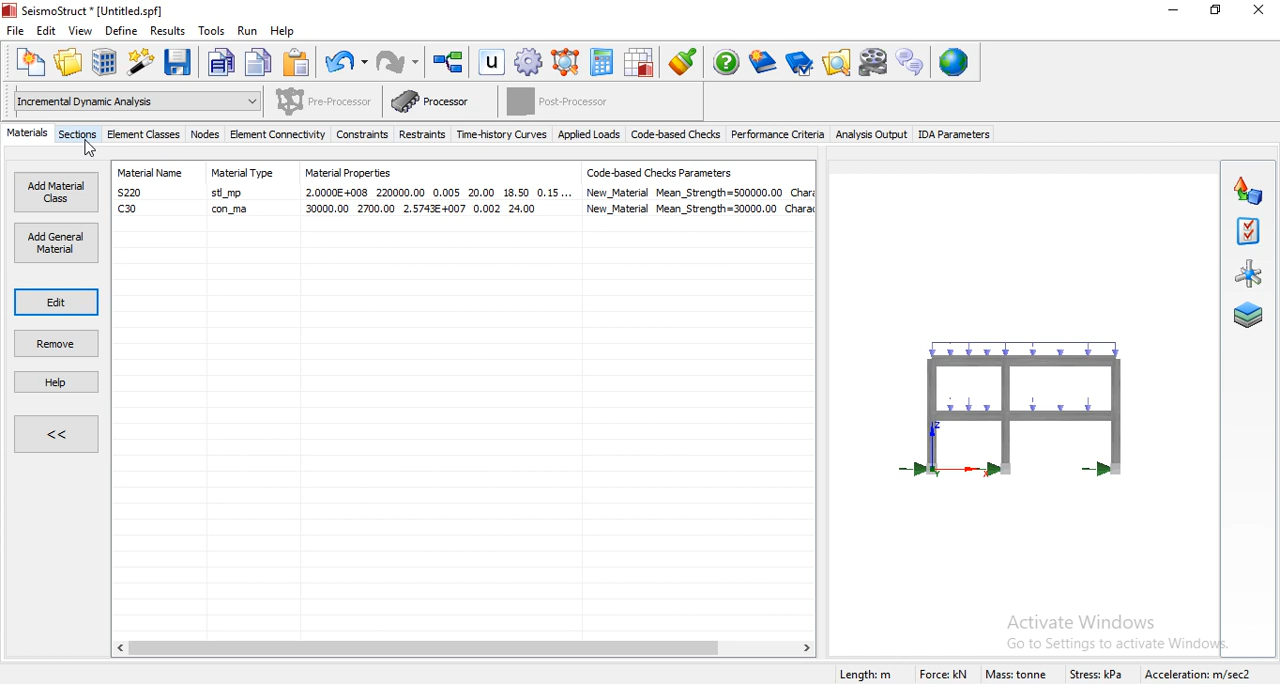 SeismoStruct * [Untitled.spf]
File Edit View Define Results Tools Run Help
u
Incremental Dynamic Analysis Pre-Processor Processor Post-Processor
Materials Sections Element Classes Nodes Element Connectivity Constraints Restraints Time-history Curves Applied Loads Code-based Checks Performance Criteria Analysis Output IDA Parameters
Material Name Material Type Material Properties Code-based Checks Parameters
S220 stl_mp 2.0000E+008 220000.00 0.005 20.00 18.50 0.15 ... New_Material Mean_Strength=500000.00 Chara
C30 con_ma 30000.00 2700.00 2.5743E+007 0.002 24.00 New_Material Mean_Strength=30000.00 Charac
Add Material
Class
Add General
Material
Edit
Remove
Help
<<
Z
Y
X
Activate Windows
Go to Settings to activate Windows.
Length: m Force: kN Mass: tonne Stress: kPa Acceleration: m/sec2